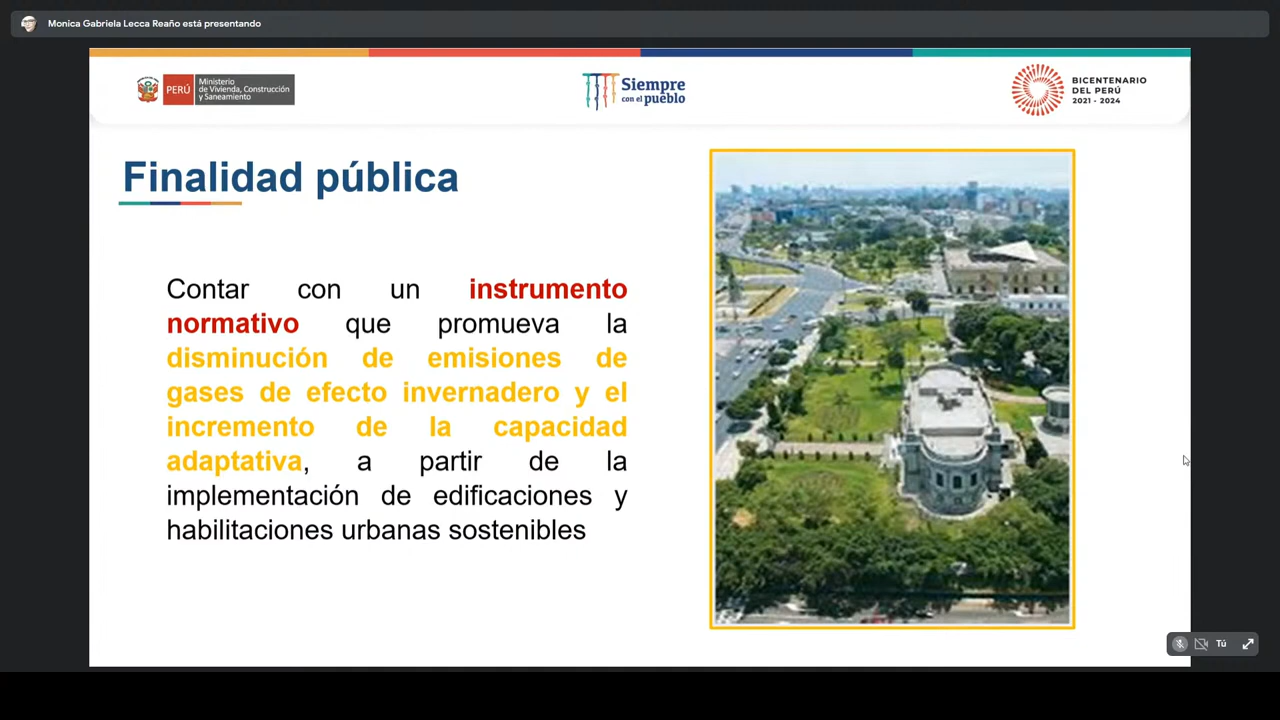 Monica Gabriela Lecca Reaño está presentando
PERÚ
Ministerio
de Vivienda, Construcción
y Saneamiento
Siempre
con el pueblo
BICENTENARIO
DEL PERÚ
2021 - 2024
Finalidad pública
Contar con un instrumento
normativo que promueva la
disminución de emisiones de
gases de efecto invernadero y el
incremento de la capacidad
adaptativa, a partir de la
implementación de edificaciones y
habilitaciones urbanas sostenibles
Tú